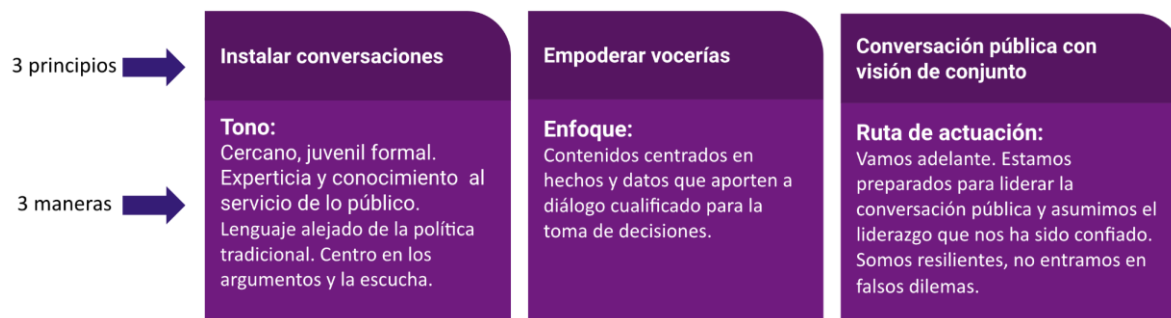 3 principios
Instalar conversaciones
Empoderar vocerías
Conversación pública con
visión de conjunto
3 maneras
Tono:
Cercano, juvenil formal.
Experticia y conocimiento al
servicio de lo público.
Lenguaje alejado de la política
tradicional. Centro en los
argumentos y la escucha.
Enfoque:
Contenidos centrados en
hechos y datos que aporten a
diálogo cualificado para la
toma de decisiones.
Ruta de actuación:
Vamos adelante. Estamos
preparados para liderar la
conversación pública y asumimos el
liderazgo que nos ha sido confiado.
Somos resilientes, no entramos en
falsos dilemas.